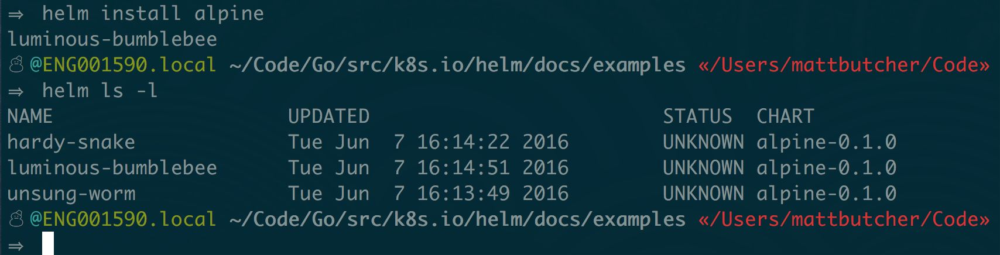 ⇒  helm install alpine
luminous-bumblebee
☃ @ENG001590.local ~/Code/Go/src/k8s.io/helm/docs/examples «/Users/mattbutcher/Code»
⇒  helm ls -l
NAME                    UPDATED                         STATUS  CHART
hardy-snake             Tue Jun  7 16:14:22 2016        UNKNOWN alpine-0.1.0
luminous-bumblebee      Tue Jun  7 16:14:51 2016        UNKNOWN alpine-0.1.0
unsung-worm             Tue Jun  7 16:13:49 2016        UNKNOWN alpine-0.1.0
☃ @ENG001590.local ~/Code/Go/src/k8s.io/helm/docs/examples «/Users/mattbutcher/Code»
⇒